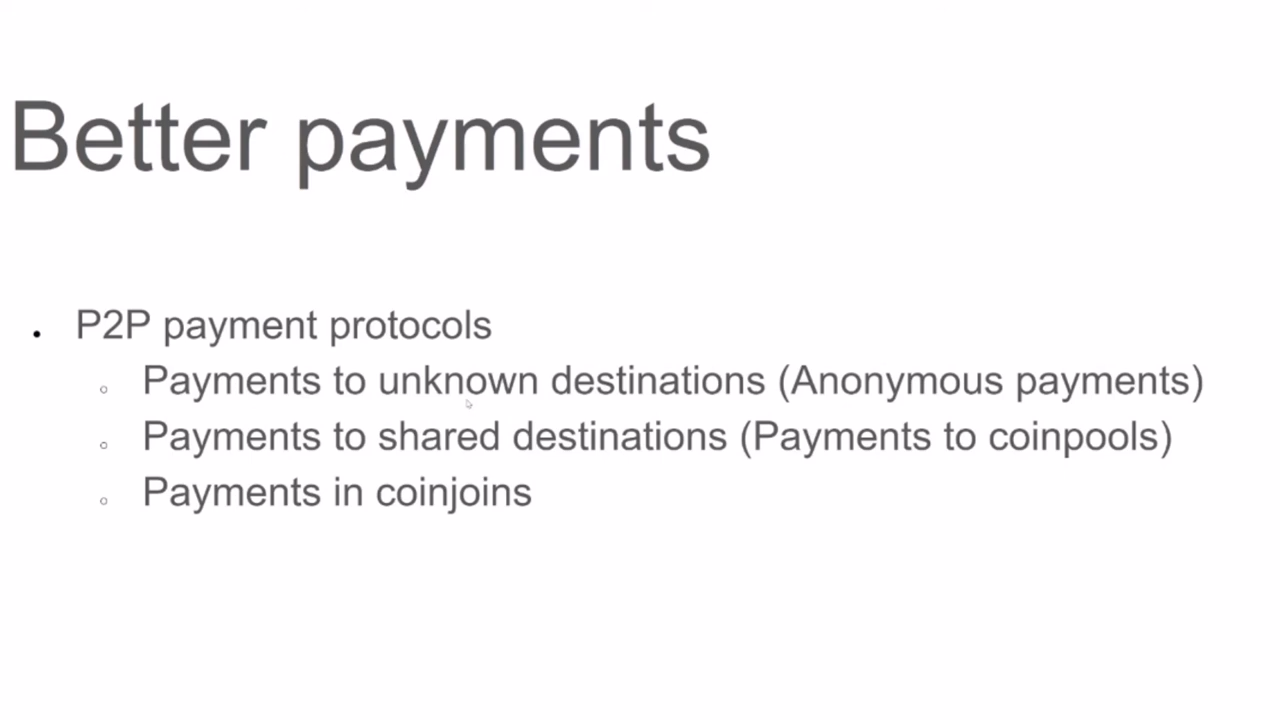 Better payments
P2P payment protocols
Payments to unknown destinations (Anonymous payments)
Payments to shared destinations (Payments to coinpools)
Payments in coinjoins